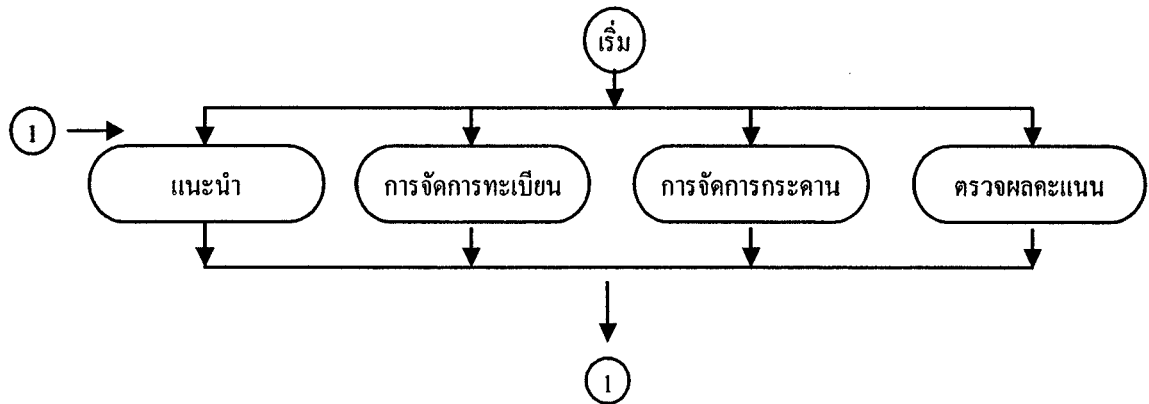 เริ่ม
1
แนะนำ
การจัดการทะเบียน
การจัดการกระดาน
ตรวจผลคะแนน
1